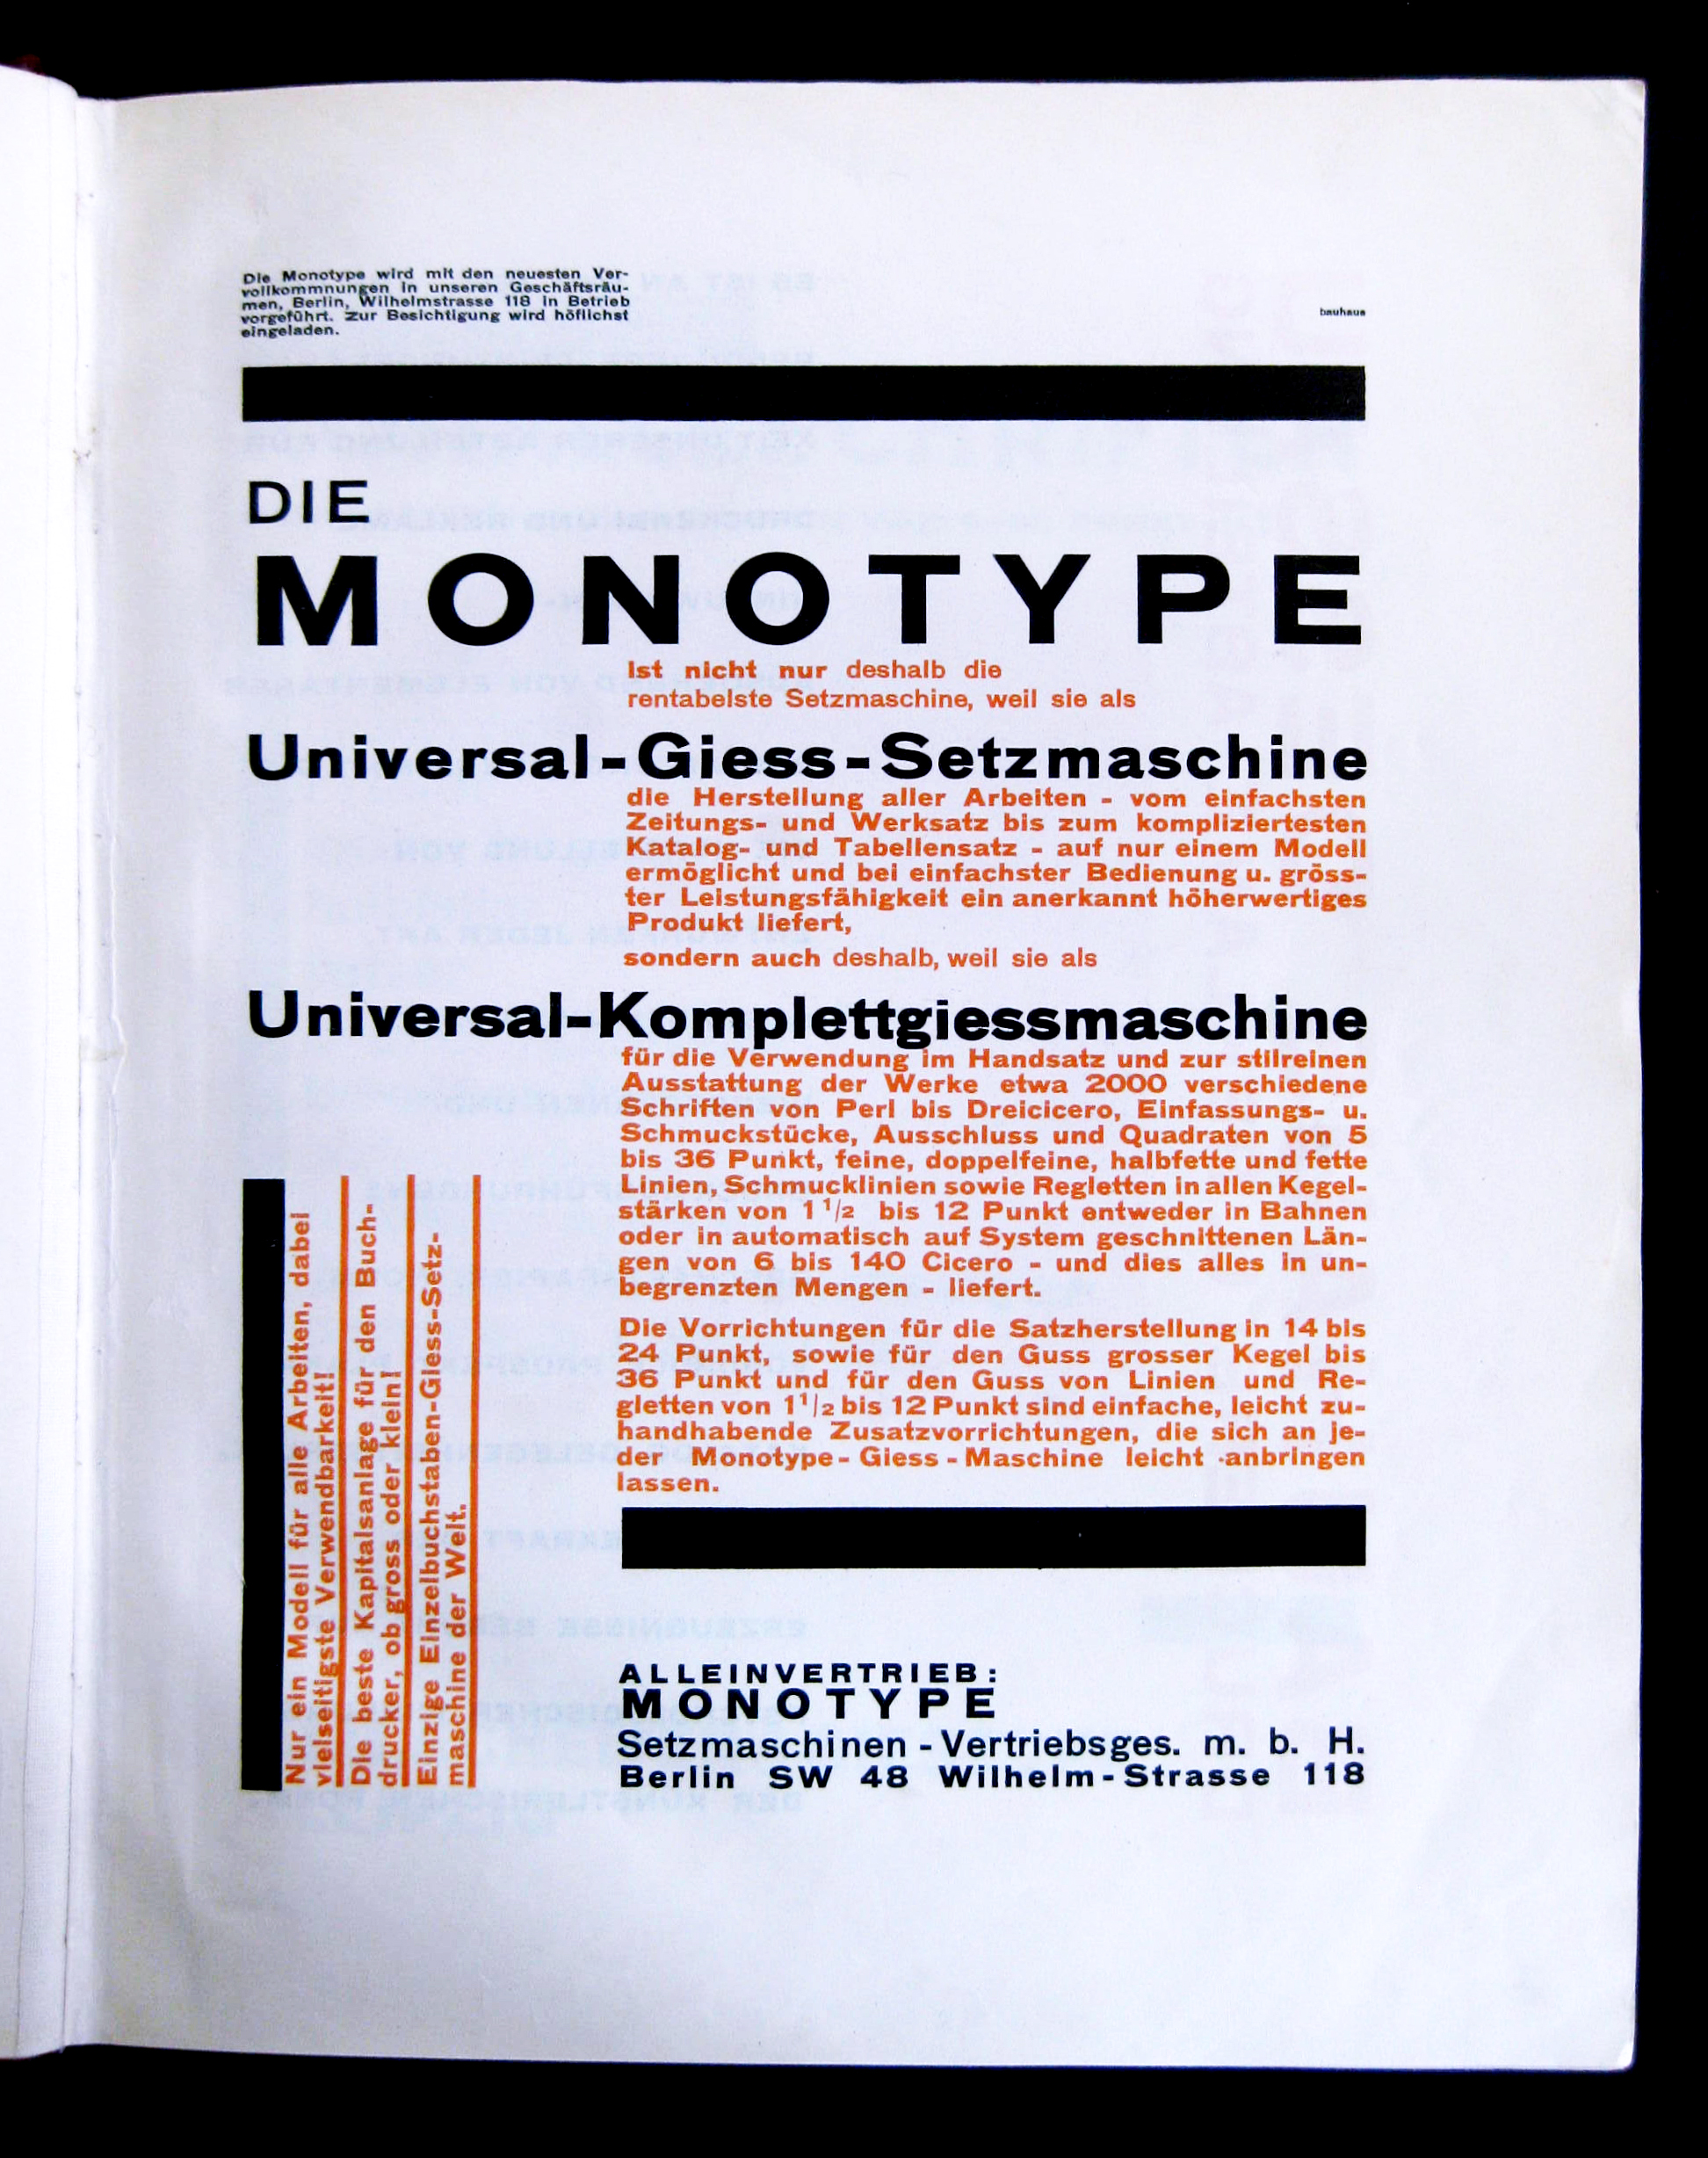 Die Monotype wird mit den neuesten Ver-
vollkommnungen in unseren Geschäftsräu-
men, Berlin, Wilhelmstrasse 118 in Betrieb
vorgeführt. Zur Besichtigung wird höflichst
eingeladen.
bauhaus
DIE
MONOTYPE
ist nicht nur deshalb die
rentabelste Setzmaschine, weil sie als
Universal-Giess-Setzmaschine
die Herstellung aller Arbeiten - vom einfachsten
Zeitungs- und Werksatz bis zum kompliziertesten
Katalog- und Tabellensatz - auf nur einem Modell
ermöglicht und bei einfachster Bedienung u. gröss-
ter Leistungsfähigkeit ein anerkannt höherwertiges
Produkt liefert,
sondern auch deshalb, weil sie als
Universal-Komplettgiessmaschine
für die Verwendung im Handsatz und zur stilreinen
Ausstattung der Werke etwa 2000 verschiedene
Schriften von Perl bis Dreicicero, Einfassungs- u.
Schmuckstücke, Ausschluss und Quadraten von 5
bis 36 Punkt, feine, doppelfeine, halbfette und fette
Linien, Schmucklinien sowie Regletten in allen Kegel-
stärken von 1 1/2 bis 12 Punkt entweder in Bahnen
oder in automatisch auf System geschnittenen Län-
gen von 6 bis 140 Cicero - und dies alles in un-
begrenzten Mengen - liefert.
Die Vorrichtungen für die Satzherstellung in 14 bis
24 Punkt, sowie für den Guss grosser Kegel bis
36 Punkt und für den Guss von Linien und Re-
gletten von 1 1/2 bis 12 Punkt sind einfache, leicht zu-
handhabende Zusatzvorrichtungen, die sich an je-
der Monotype-Giess-Maschine leicht anbringen
lassen.
Nur ein Modell für alle Arbeiten, dabei
vielseitigste Verwendbarkeit!
Die beste Kapitalsanlage für den Buch-
drucker, ob gross oder klein!
Einzige Einzelbuchstaben-Giess-Setz-
maschine der Welt.
ALLEINVERTRIEB:
MONOTYPE
Setzmaschinen-Vertriebsges. m. b. H.
Berlin SW 48 Wilhelm-Strasse 118